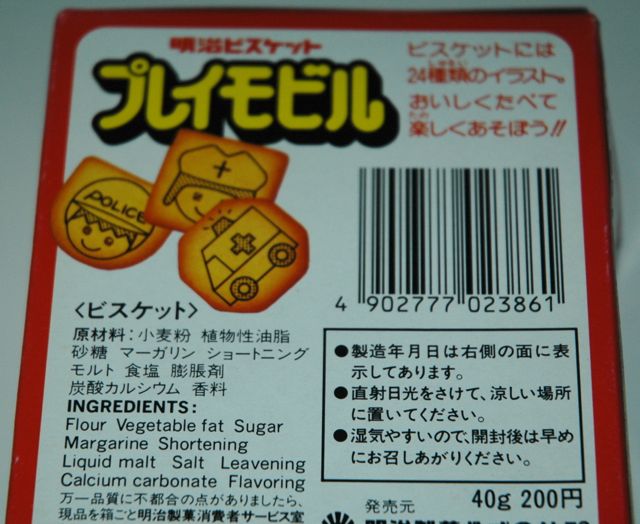 明治ビスケット
プレイモビル
ビスケットには
24種類のイラスト。
おいしくたべて
楽しくあそぼう!!
POLICE
4 902777 023861
<ビスケット>
原材料:小麦粉 植物性油脂
砂糖 マーガリン ショートニング
モルト 食塩 膨脹剤
炭酸カルシウム 香料
INGREDIENTS:
Flour Vegetable fat Sugar
Margarine Shortening
Liquid malt Salt Leavening
Calcium carbonate Flavoring
万一品質に不都合の点がありましたら、
現品を箱ごと明治製菓消費者サービス室
●製造年月日は右側の面に表
示してあります。
●直射日光をさけて、涼しい場所
に置いてください。
●湿気やすいので、開封後は早め
にお召しあがりください。
40g 200円
発売元